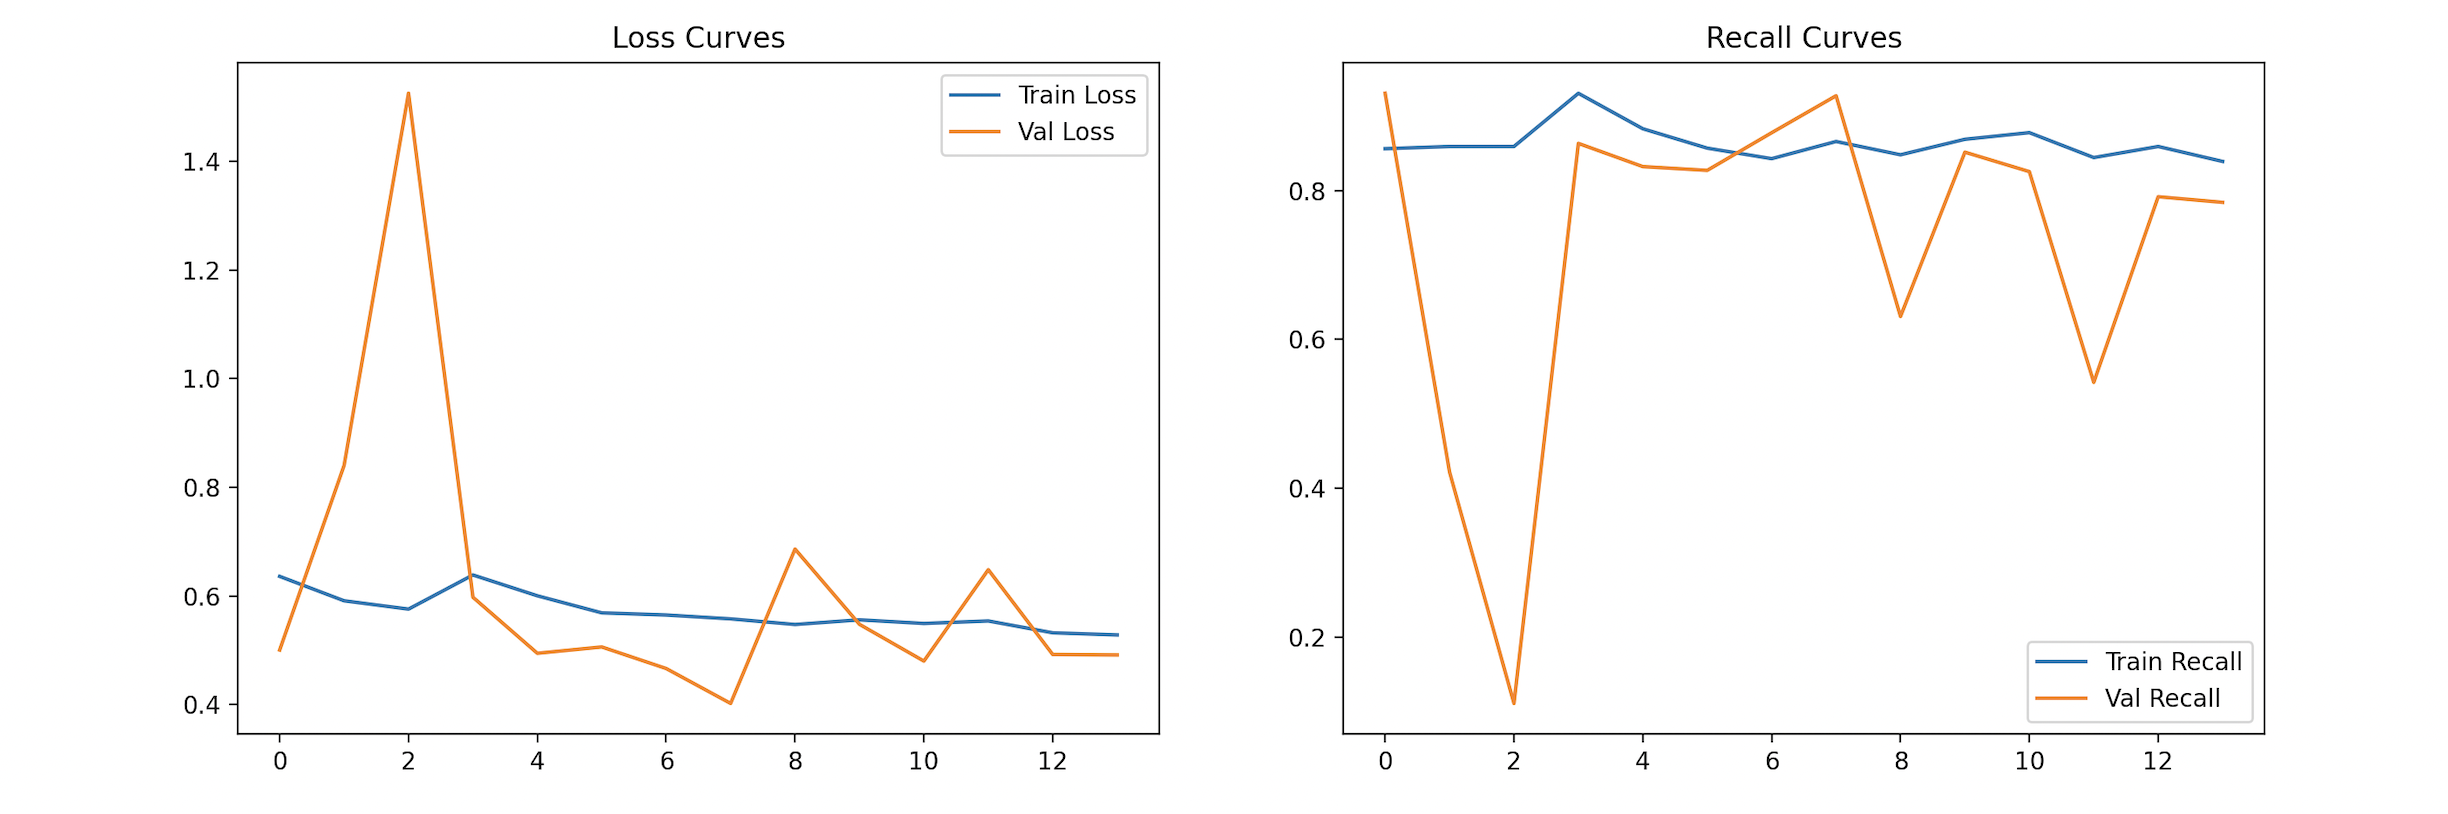 Loss Curves
Train Loss
Val Loss
1.4
1.2
1.0
0.8
0.6
0.4
0 2 4 6 8 10 12
Recall Curves
0.8
0.6
0.4
0.2
Train Recall
Val Recall
0 2 4 6 8 10 12